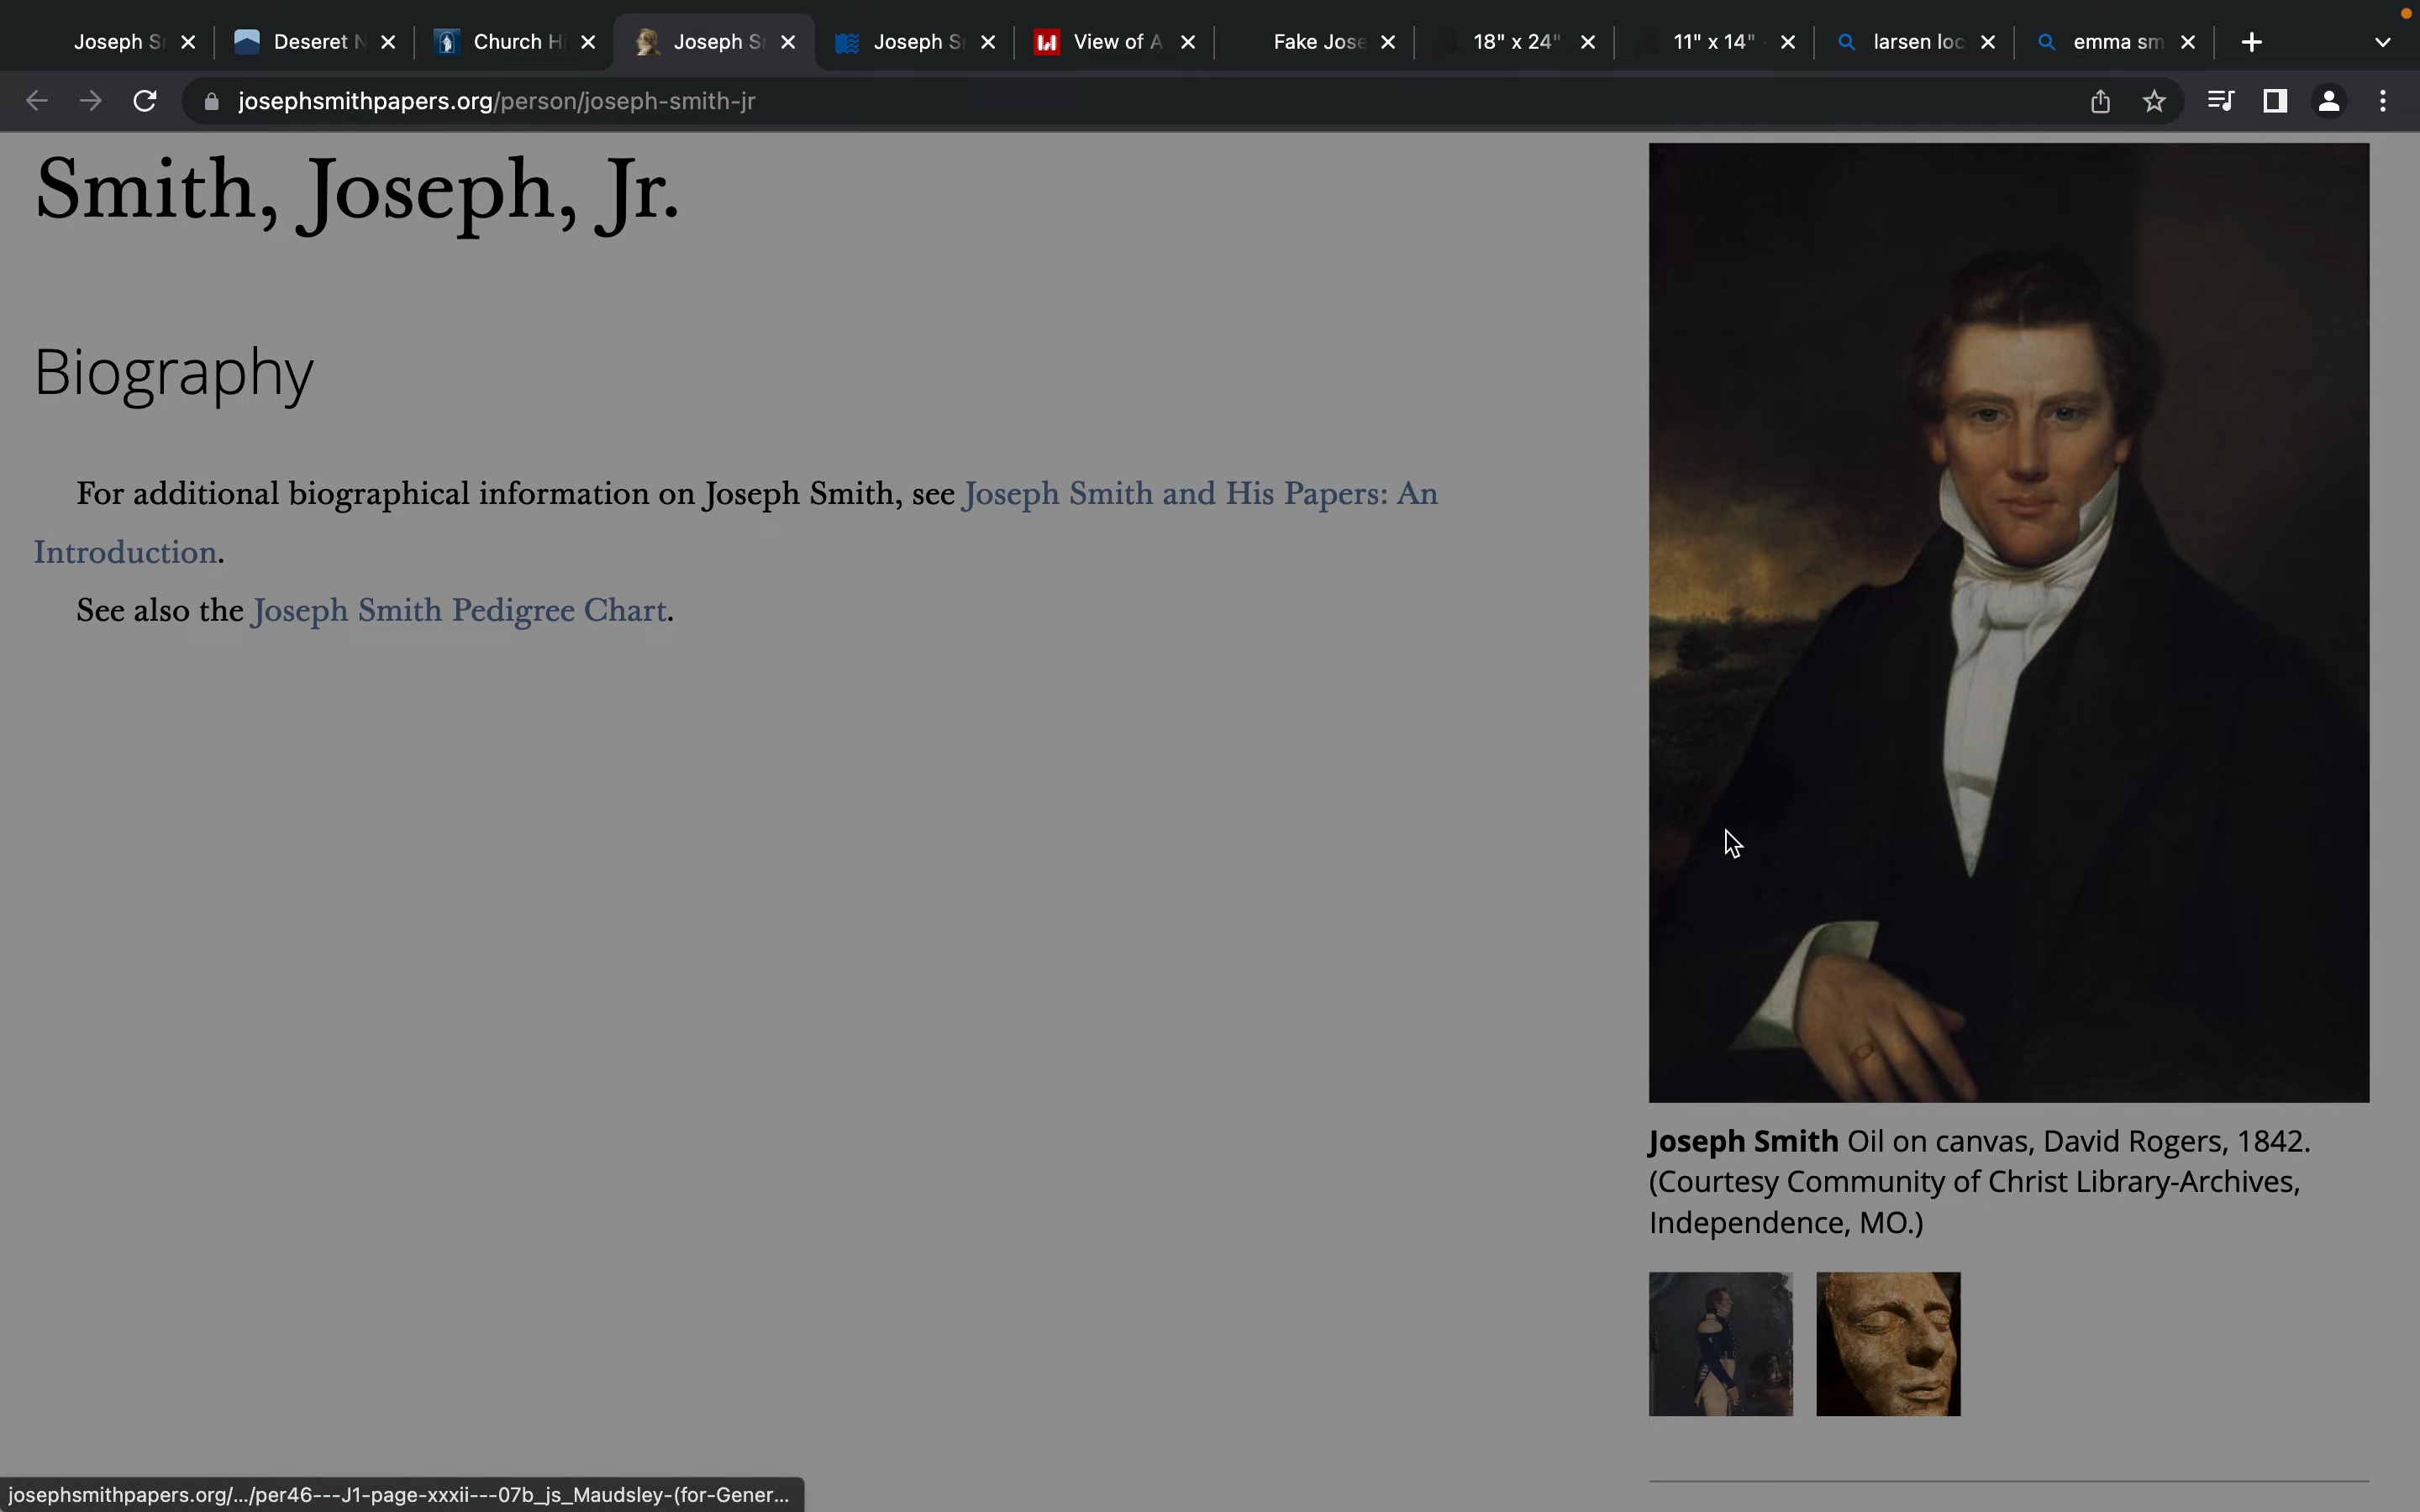 Joseph S
Deseret N
Church Hi
Joseph S
Joseph S
View of A
Fake Jose
18" x 24"
11" x 14"
larsen loc
emma sm
josephsmithpapers.org/person/joseph-smith-jr
Smith, Joseph, Jr.
Biography
For additional biographical information on Joseph Smith, see Joseph Smith and His Papers: An
Introduction.
See also the Joseph Smith Pedigree Chart.
Joseph Smith Oil on canvas, David Rogers, 1842.
(Courtesy Community of Christ Library-Archives,
Independence, MO.)
josephsmithpapers.org/.../per46---J1-page-xxxii---07b_js_Maudsley-(for-Gener...